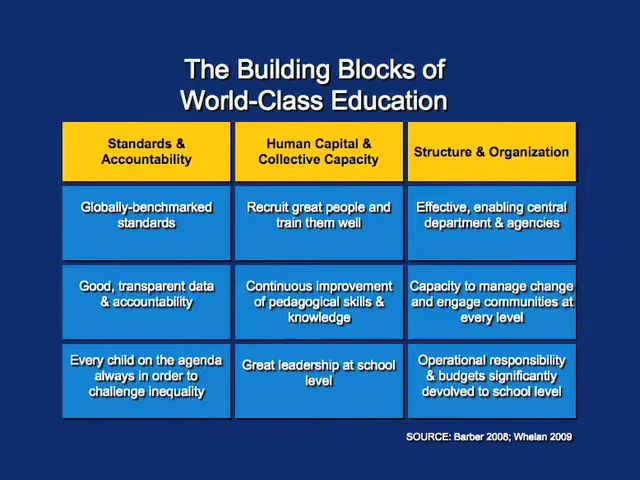 The Building Blocks of
World-Class Education
Standards &
Accountability
Human Capital &
Collective Capacity
Structure & Organization
Globally-benchmarked
standards
Recruit great people and
train them well
Effective, enabling central
department & agencies
Good, transparent data
& accountability
Continuous improvement
of pedagogical skills &
knowledge
Capacity to manage change
and engage communities at
every level
Every child on the agenda
always in order to
challenge inequality
Great leadership at school
level
Operational responsibility
& budgets significantly
devolved to school level
SOURCE: Barber 2008; Whelan 2009